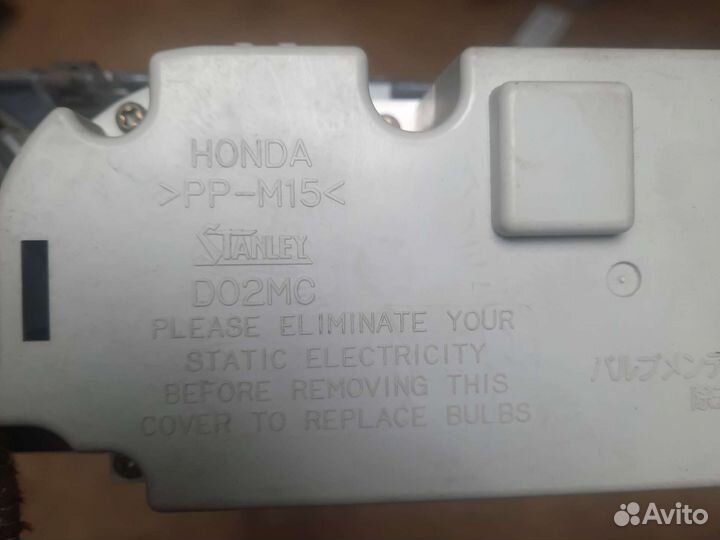 HONDA
>PP-M15<
STANLEY
D02MC
PLEASE ELIMINATE YOUR
STATIC ELECTRICITY
BEFORE REMOVING THIS
COVER TO REPLACE BULBS
バルブメンテ
除
Avito